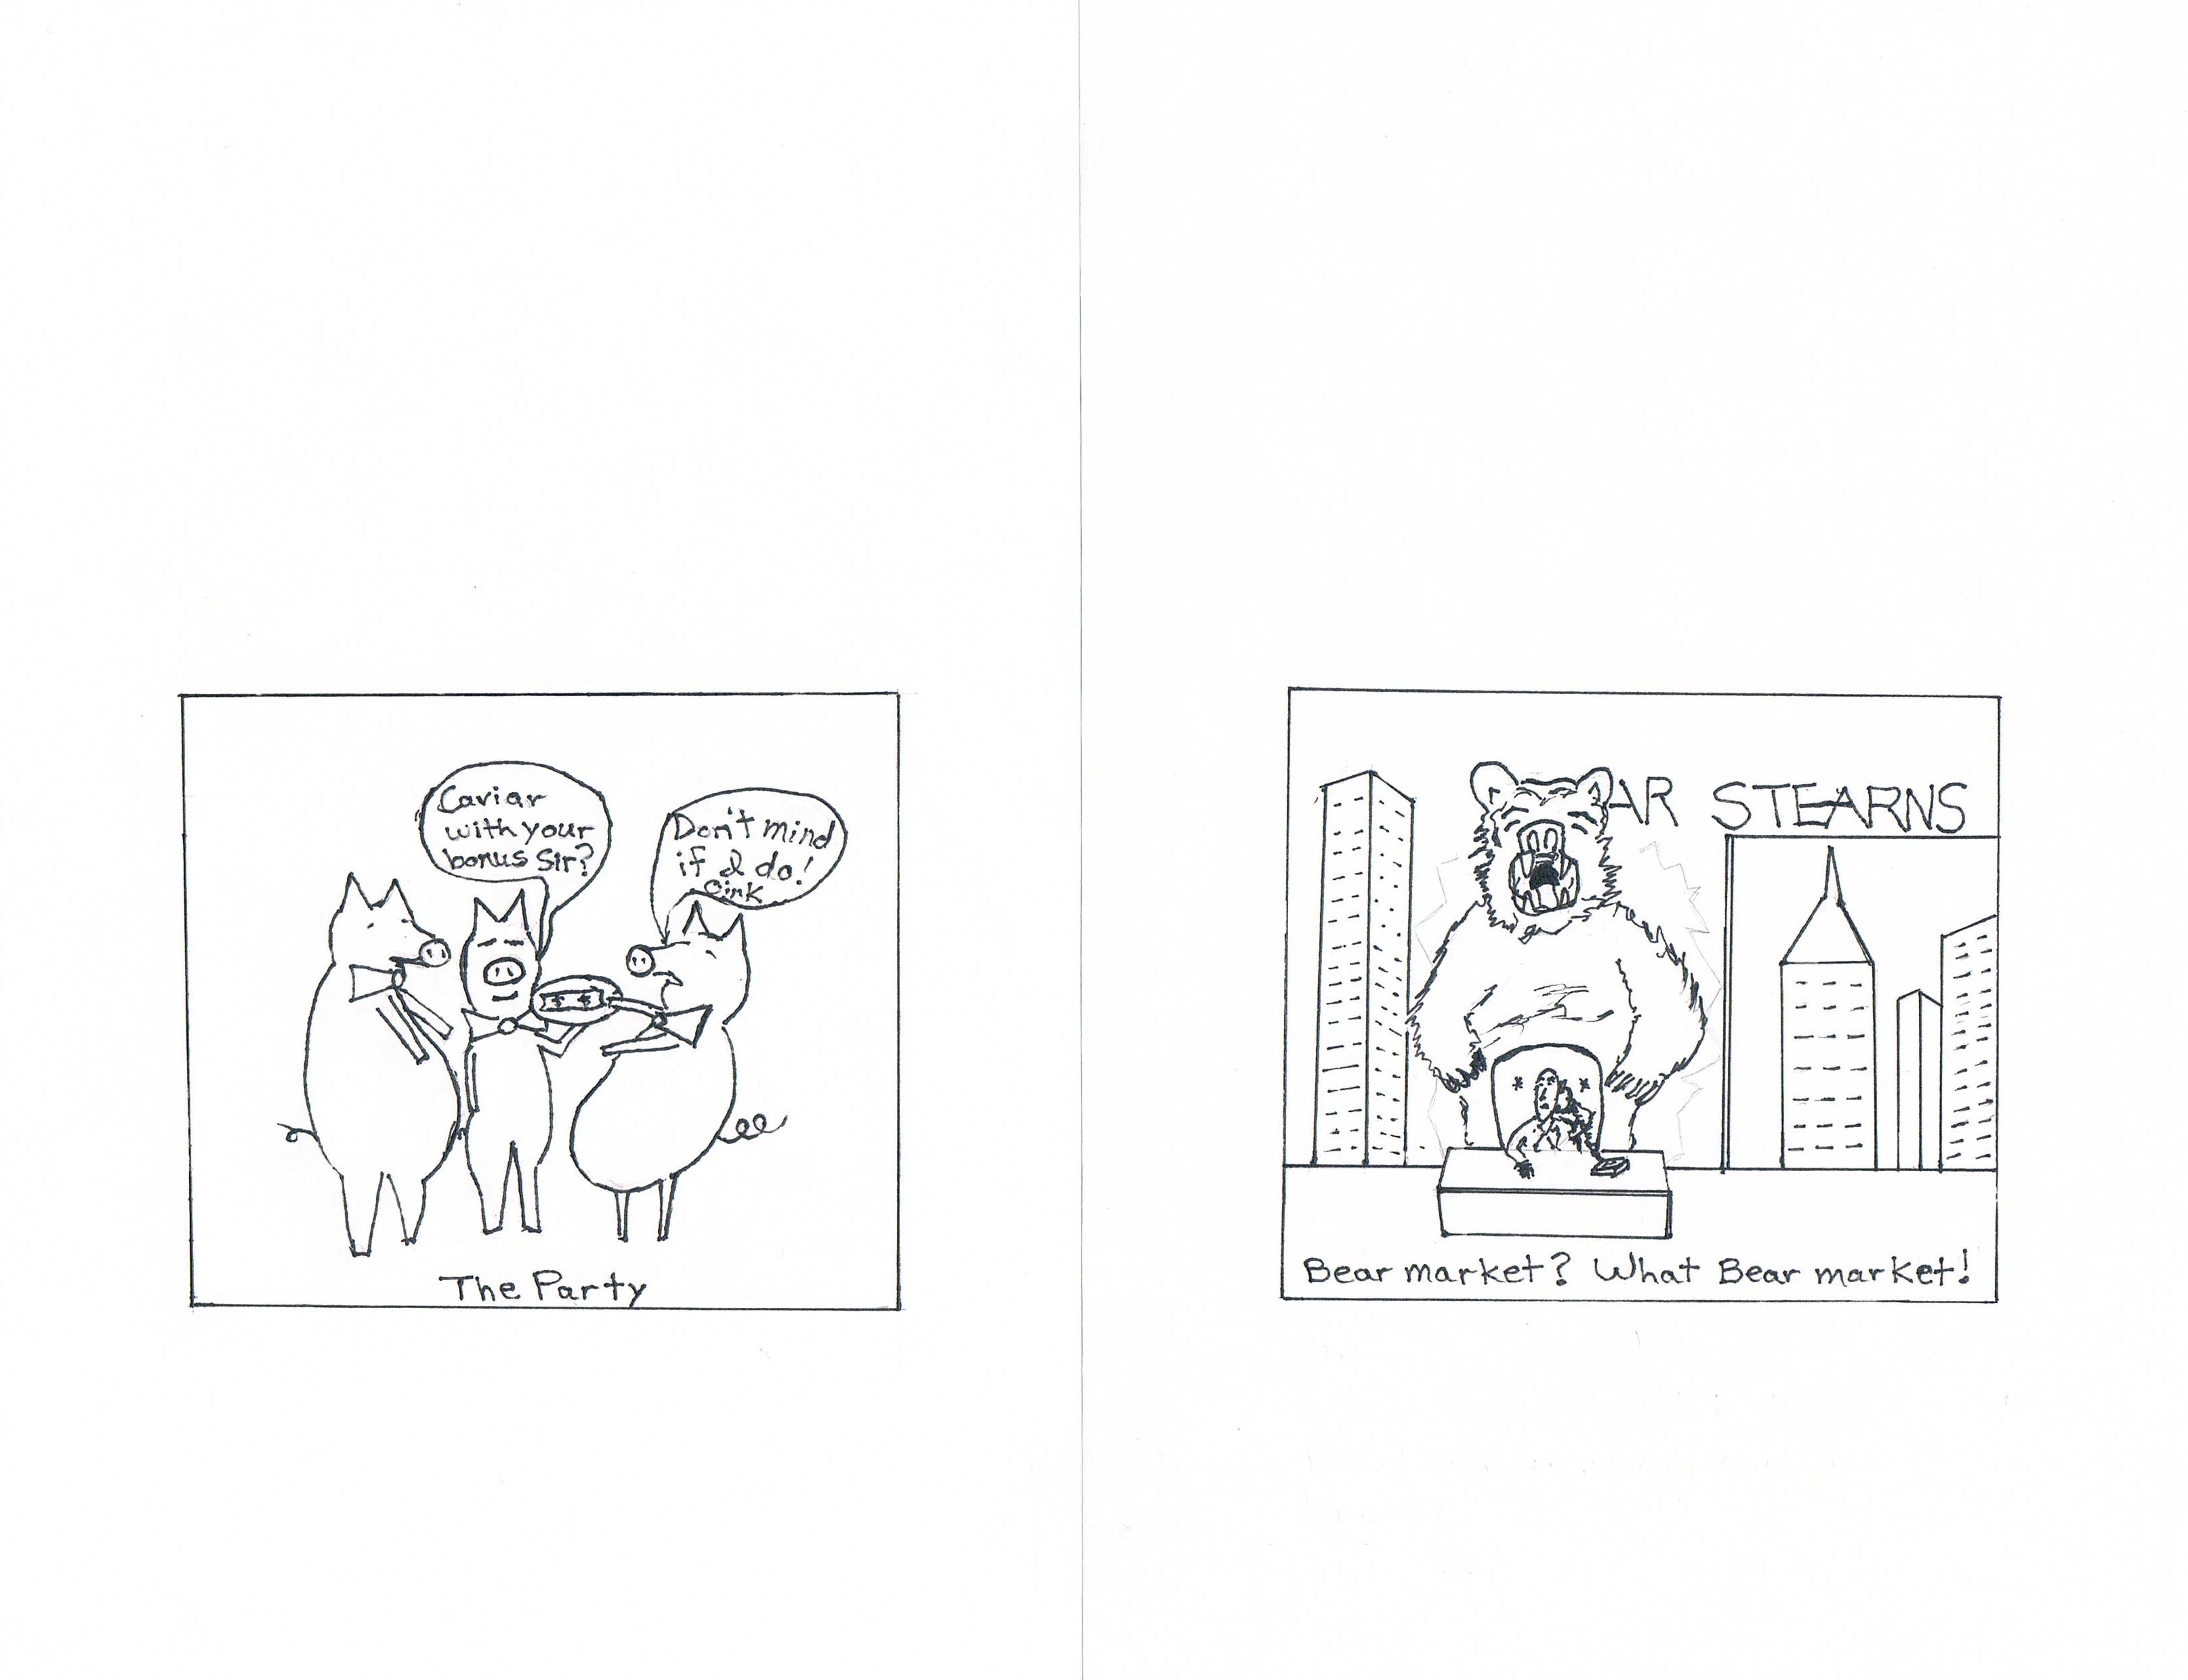 Caviar
with your
bonus Sir?
Don't mind
if I do!
Oink
The Party
AR STEARNS
Bear market? What Bear market!